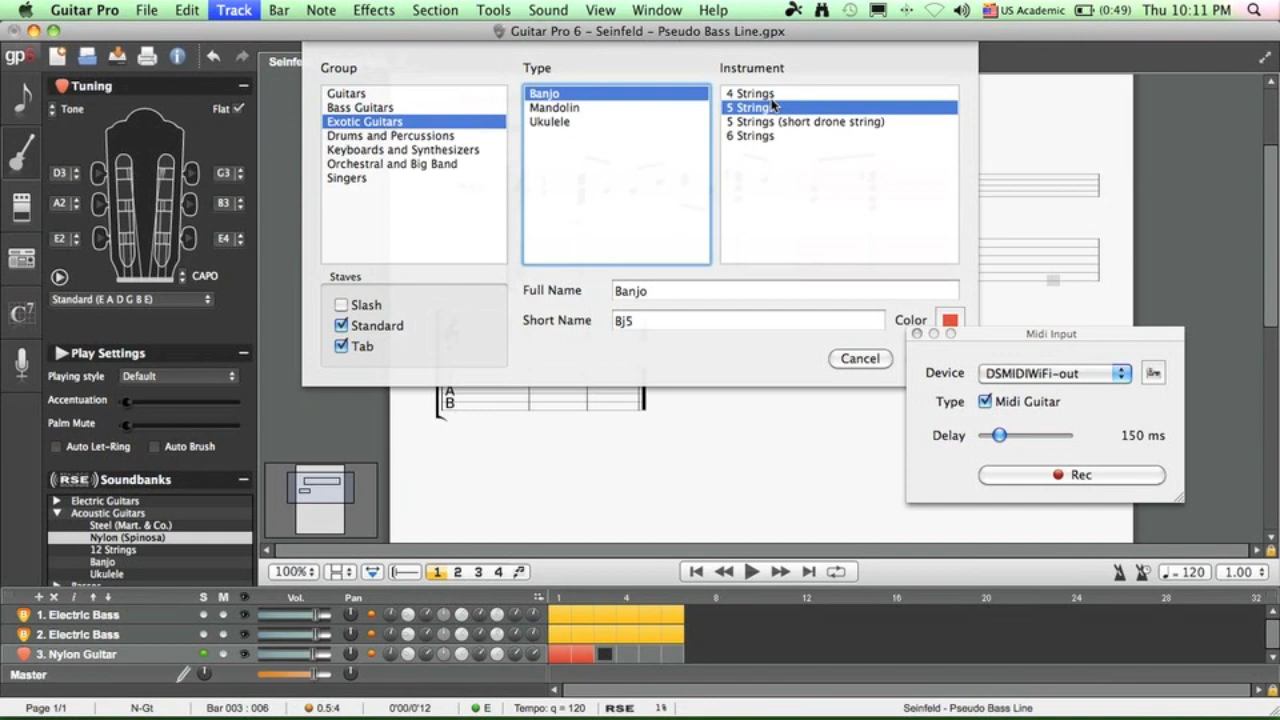 Guitar Pro File Edit Track Bar Note Effects Section Tools Sound View Window Help US Academic (0:49) Thu 10:11 PM
Guitar Pro 6 – Seinfeld – Pseudo Bass Line.gpx
gp6
Seinfe
Tuning
Tone Flat
D3 G3
A2 B3
E2 E4
CAPO
Standard (E A D G B E)
Play Settings
Playing style Default
Accentuation
Palm Mute
Auto Let-Ring Auto Brush
RSE Soundbanks
Electric Guitars
Acoustic Guitars
Steel (Mart. & Co.)
Nylon (Spinosa)
12 Strings
Banjo
Ukulele
Group Type Instrument
Guitars
Bass Guitars
Exotic Guitars
Drums and Percussions
Keyboards and Synthesizers
Orchestral and Big Band
Singers
Banjo
Mandolin
Ukulele
4 Strings
5 Strings
5 Strings (short drone string)
6 Strings
Staves
Slash
Standard
Tab
Full Name Banjo
Short Name Bj5 Color
Cancel
A
B
Midi Input
Device DSMIDIWiFi-out
Type Midi Guitar
Delay 150 ms
Rec
100% 1 2 3 4 = 120 1.00
S M Vol. Pan 1 4 8 12 16 20 24 28 32
1. Electric Bass
2. Electric Bass
3. Nylon Guitar
Master
Page 1/1 N-Gt Bar 003 : 006 0.5:4 0'00/0'12 E Tempo: q = 120 RSE Seinfeld - Pseudo Bass Line